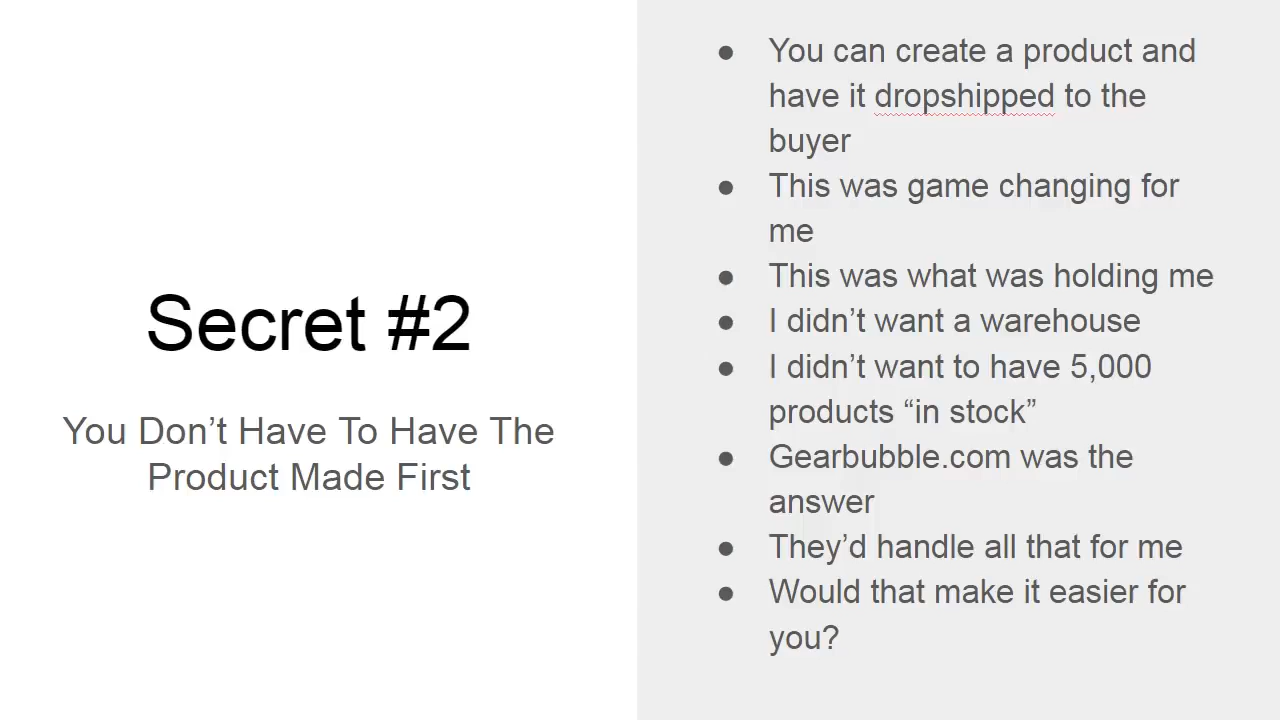 Secret #2
You Don’t Have To Have The
Product Made First
● You can create a product and
have it dropshipped to the
buyer
● This was game changing for
me
● This was what was holding me
● I didn’t want a warehouse
● I didn’t want to have 5,000
products “in stock”
● Gearbubble.com was the
answer
● They’d handle all that for me
● Would that make it easier for
you?